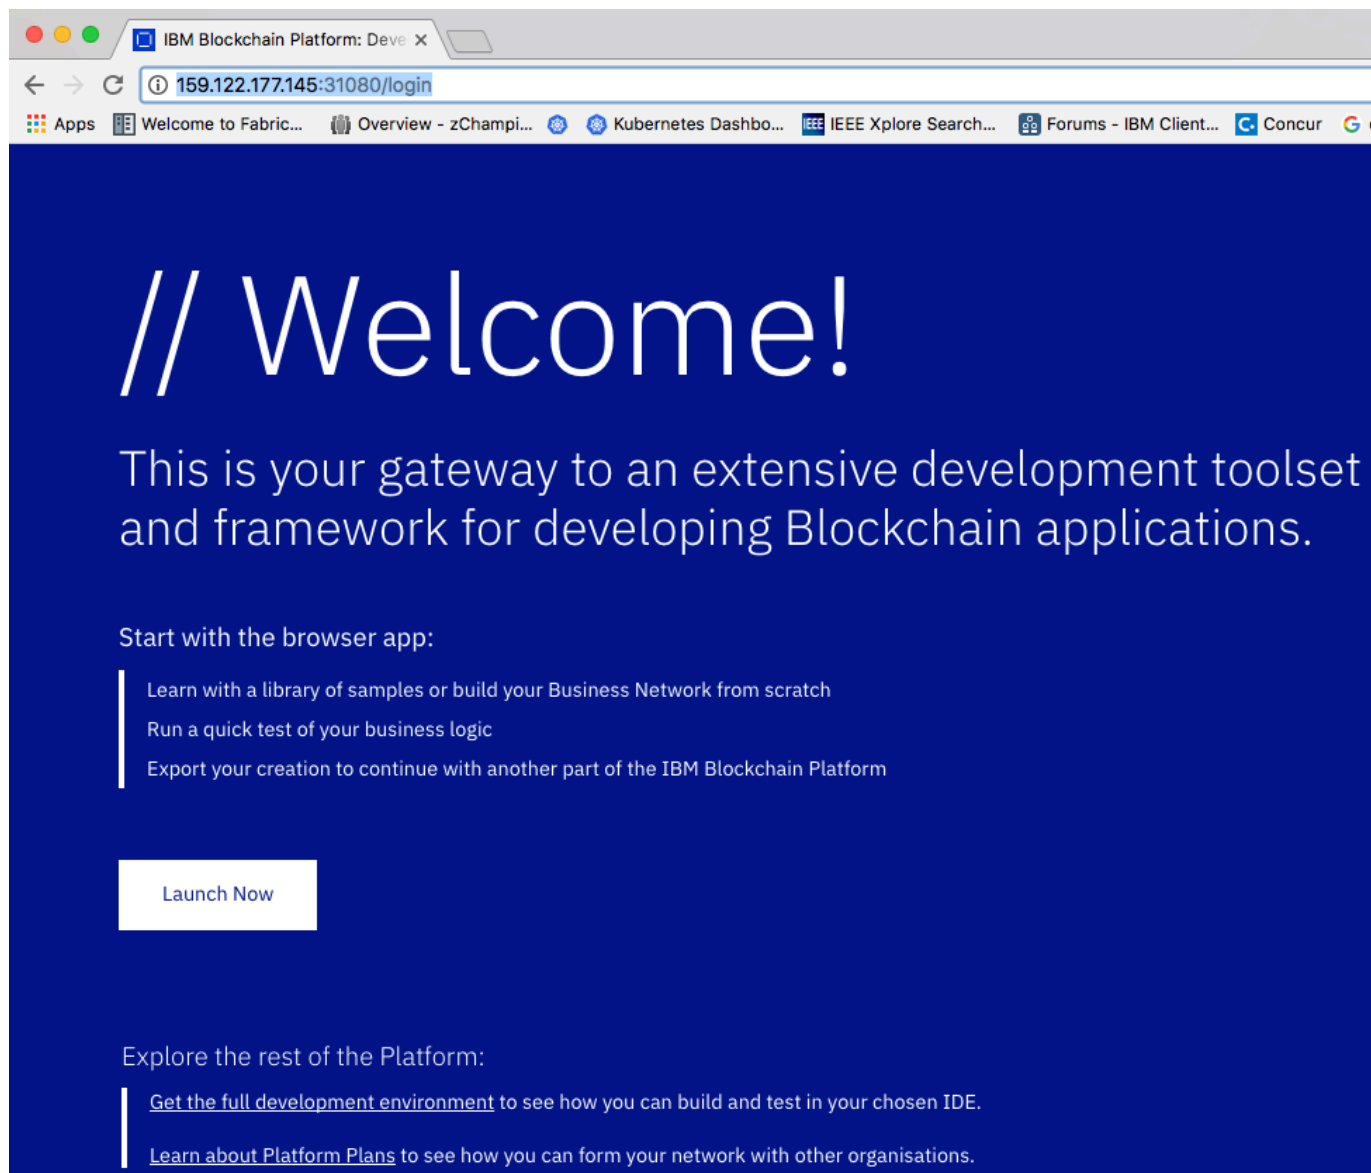 IBM Blockchain Platform: Deve
159.122.177.145:31080/login
Apps Welcome to Fabric... Overview - zChampi... Kubernetes Dashbo... IEEE Xplore Search... Forums - IBM Client... Concur
// Welcome!
This is your gateway to an extensive development toolset
and framework for developing Blockchain applications.
Start with the browser app:
Learn with a library of samples or build your Business Network from scratch
Run a quick test of your business logic
Export your creation to continue with another part of the IBM Blockchain Platform
Launch Now
Explore the rest of the Platform:
Get the full development environment to see how you can build and test in your chosen IDE.
Learn about Platform Plans to see how you can form your network with other organisations.